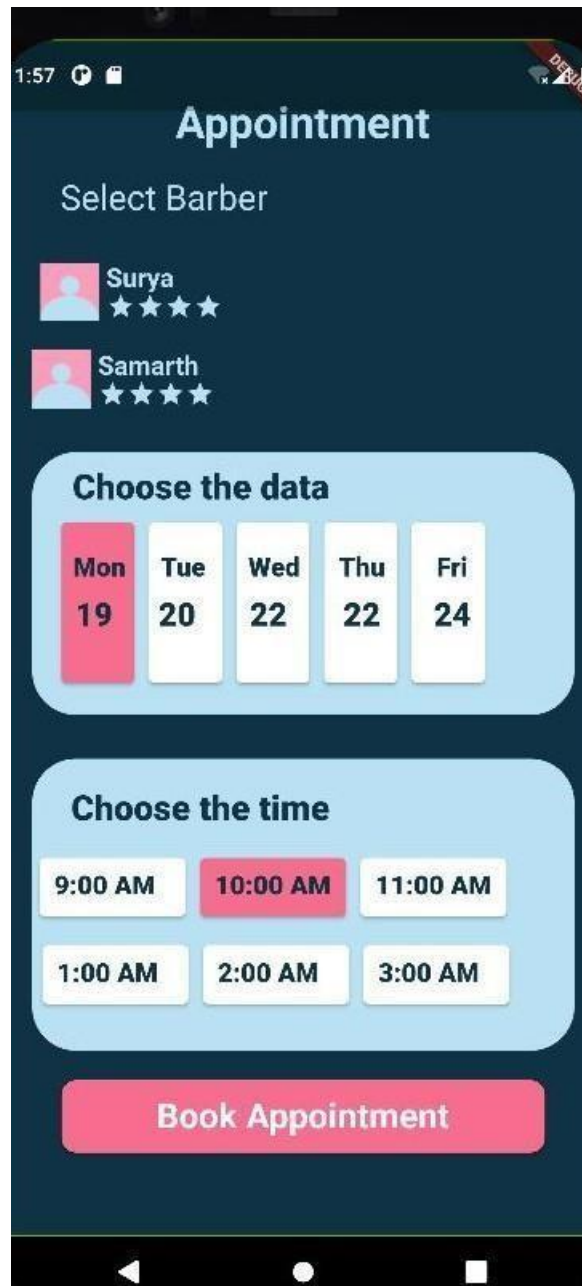 1:57
DEBUG
Appointment
Select Barber
Surya
Samarth
Choose the data
Mon Tue Wed Thu Fri
19 20 22 22 24
Choose the time
9:00 AM 10:00 AM 11:00 AM
1:00 AM 2:00 AM 3:00 AM
Book Appointment